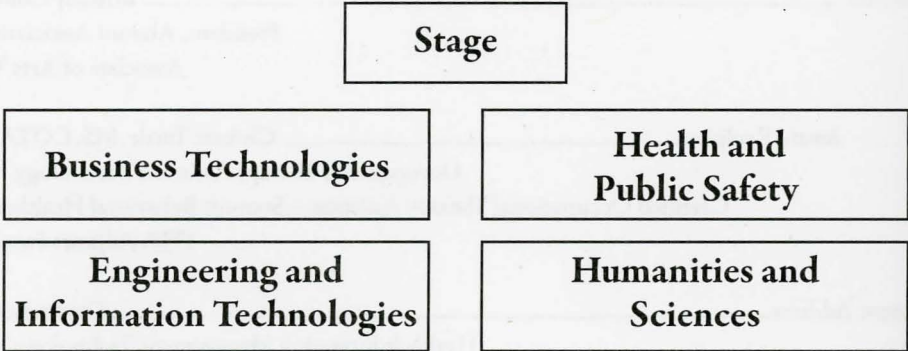 Stage
Business Technologies
Health and
Public Safety
Engineering and
Information Technologies
Humanities and
Sciences